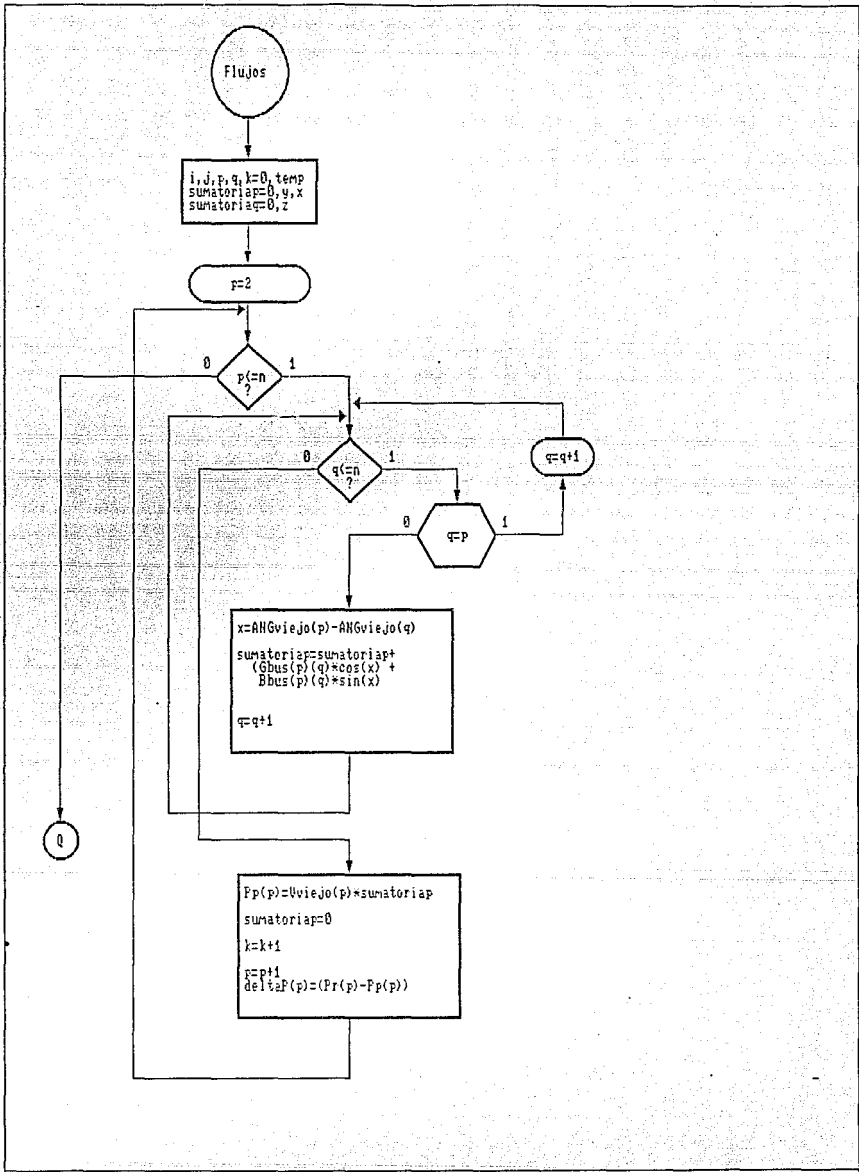 Flujos
i,j,p,q,k=0,temp
sumatoriap=0,y,x
sumatoriaq=0,z
p=2
0
1
p<=n
?
0
1
q<=n
?
q=q+1
0
1
q=p
x=ANGviejo(p)-ANGviejo(q)
sumatoriap=sumatoriap+
(Gbus(p)(q)*cos(x) +
Bbus(p)(q)*sin(x)
q=q+1
Q
Pp(p)=Vviejo(p)*sumatoriap
sumatoriap=0
k=k+1
p=p+1
deltaP(p)=(Pr(p)-Pp(p))